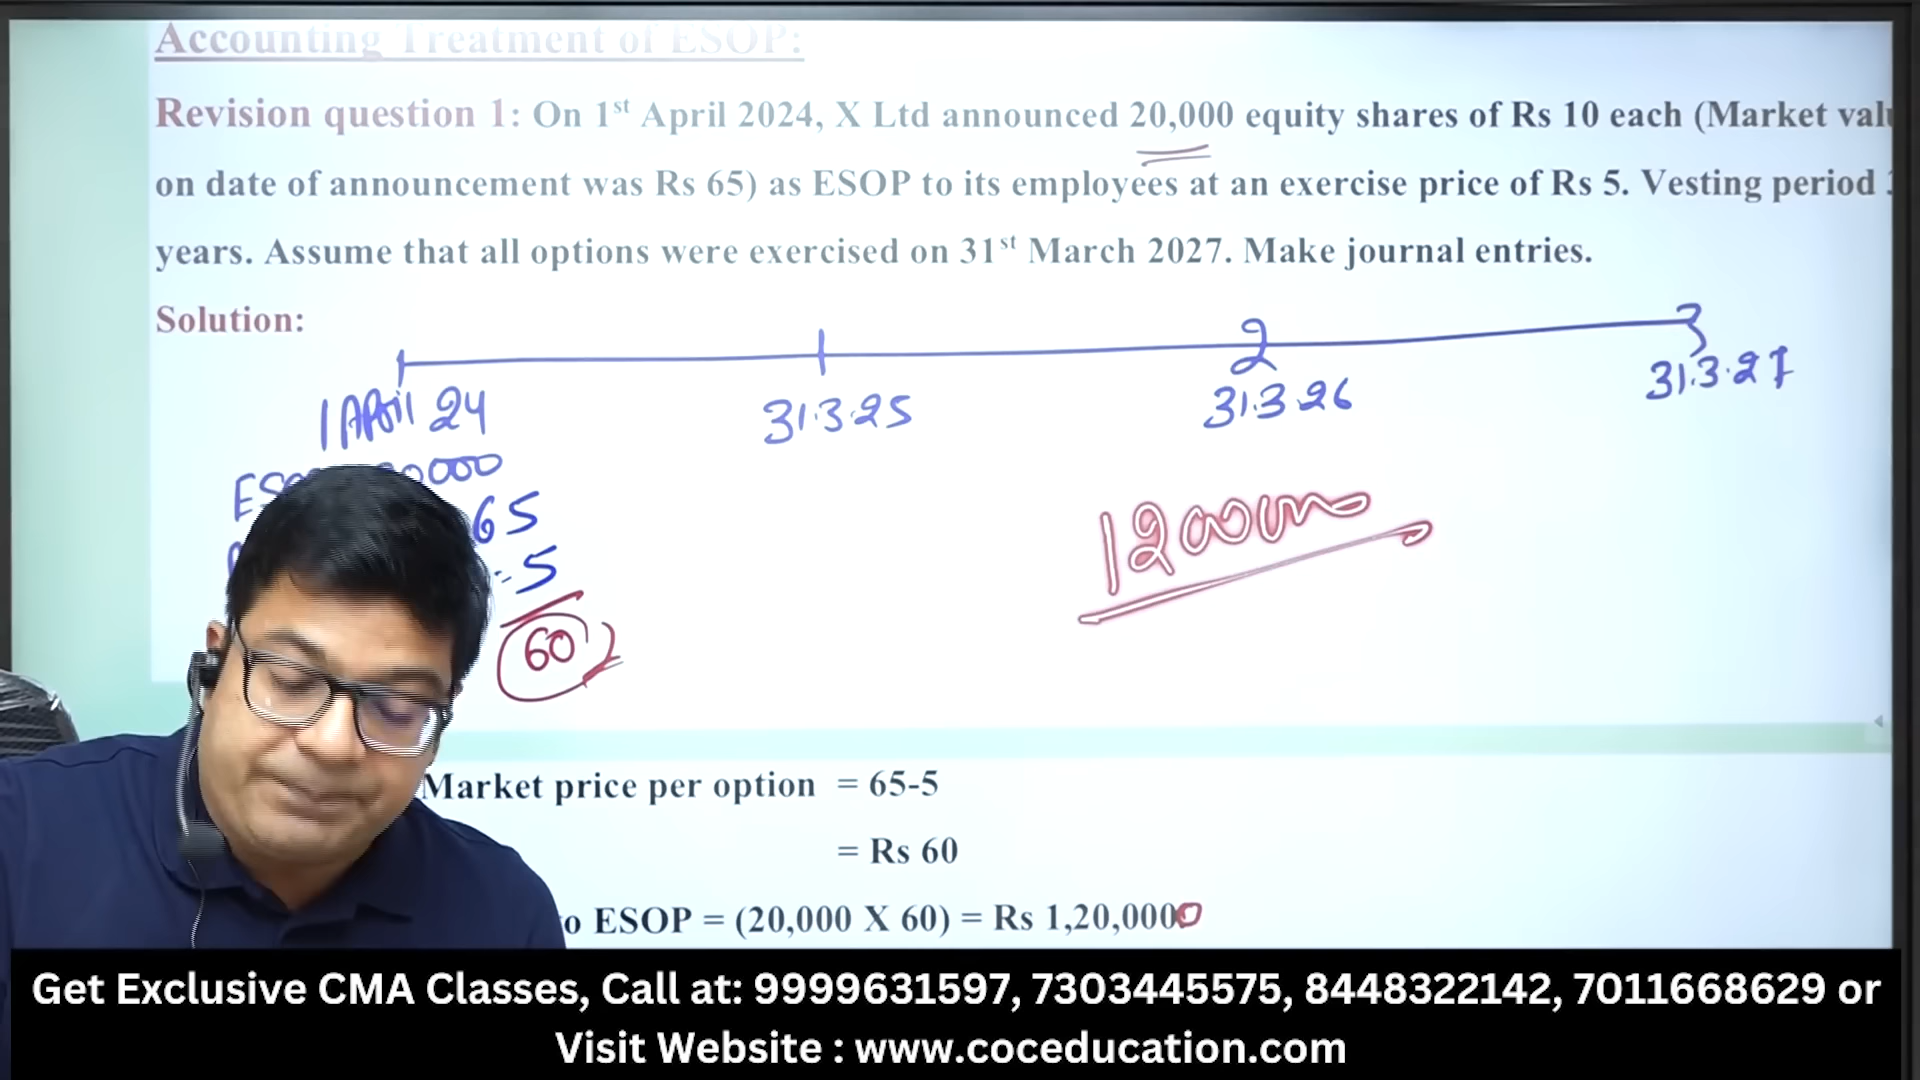 Accounting Treatment of ESOP:
Revision question 1: On 1st April 2024, X Ltd announced 20,000 equity shares of Rs 10 each (Market val
on date of announcement was Rs 65) as ESOP to its employees at an exercise price of Rs 5. Vesting period
years. Assume that all options were exercised on 31st March 2027. Make journal entries.
Solution:
2
3
1 April 24
31.3.25
31.3.26
31.3.27
65
-5
60
1200000
Market price per option = 65-5
= Rs 60
o ESOP = (20,000 X 60) = Rs 1,20,0000
Get Exclusive CMA Classes, Call at: 9999631597, 7303445575, 8448322142, 7011668629 or
Visit Website : www.coceducation.com